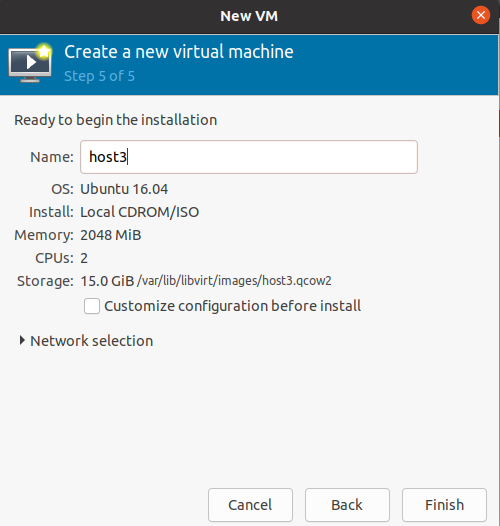 New VM
Create a new virtual machine
Step 5 of 5
Ready to begin the installation
Name: host3
OS: Ubuntu 16.04
Install: Local CDROM/ISO
Memory: 2048 MiB
CPUs: 2
Storage: 15.0 GiB /var/lib/libvirt/images/host3.qcow2
Customize configuration before install
Network selection
Cancel Back Finish